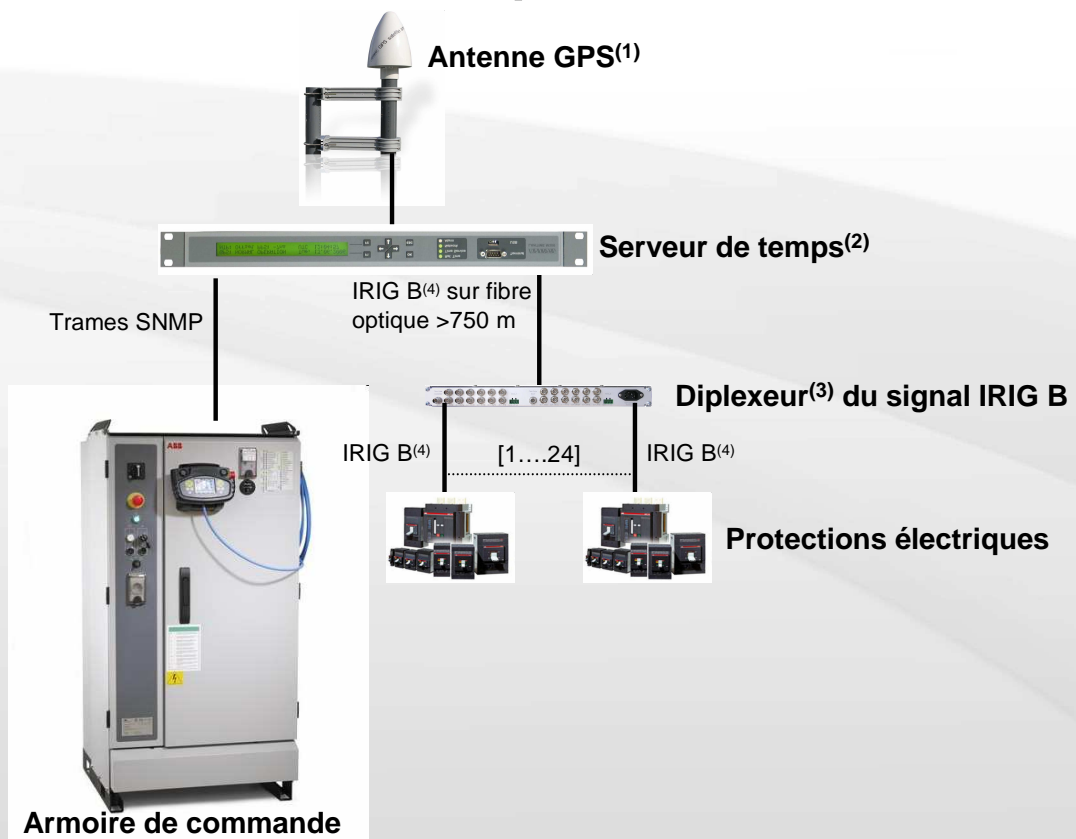 Antenne GPS(1)
Serveur de temps(2)
IRIG B(4) sur fibre
optique >750 m
Trames SNMP
Diplexeur(3) du signal IRIG B
IRIG B(4)
[1….24]
IRIG B(4)
ABB
Protections électriques
Armoire de commande